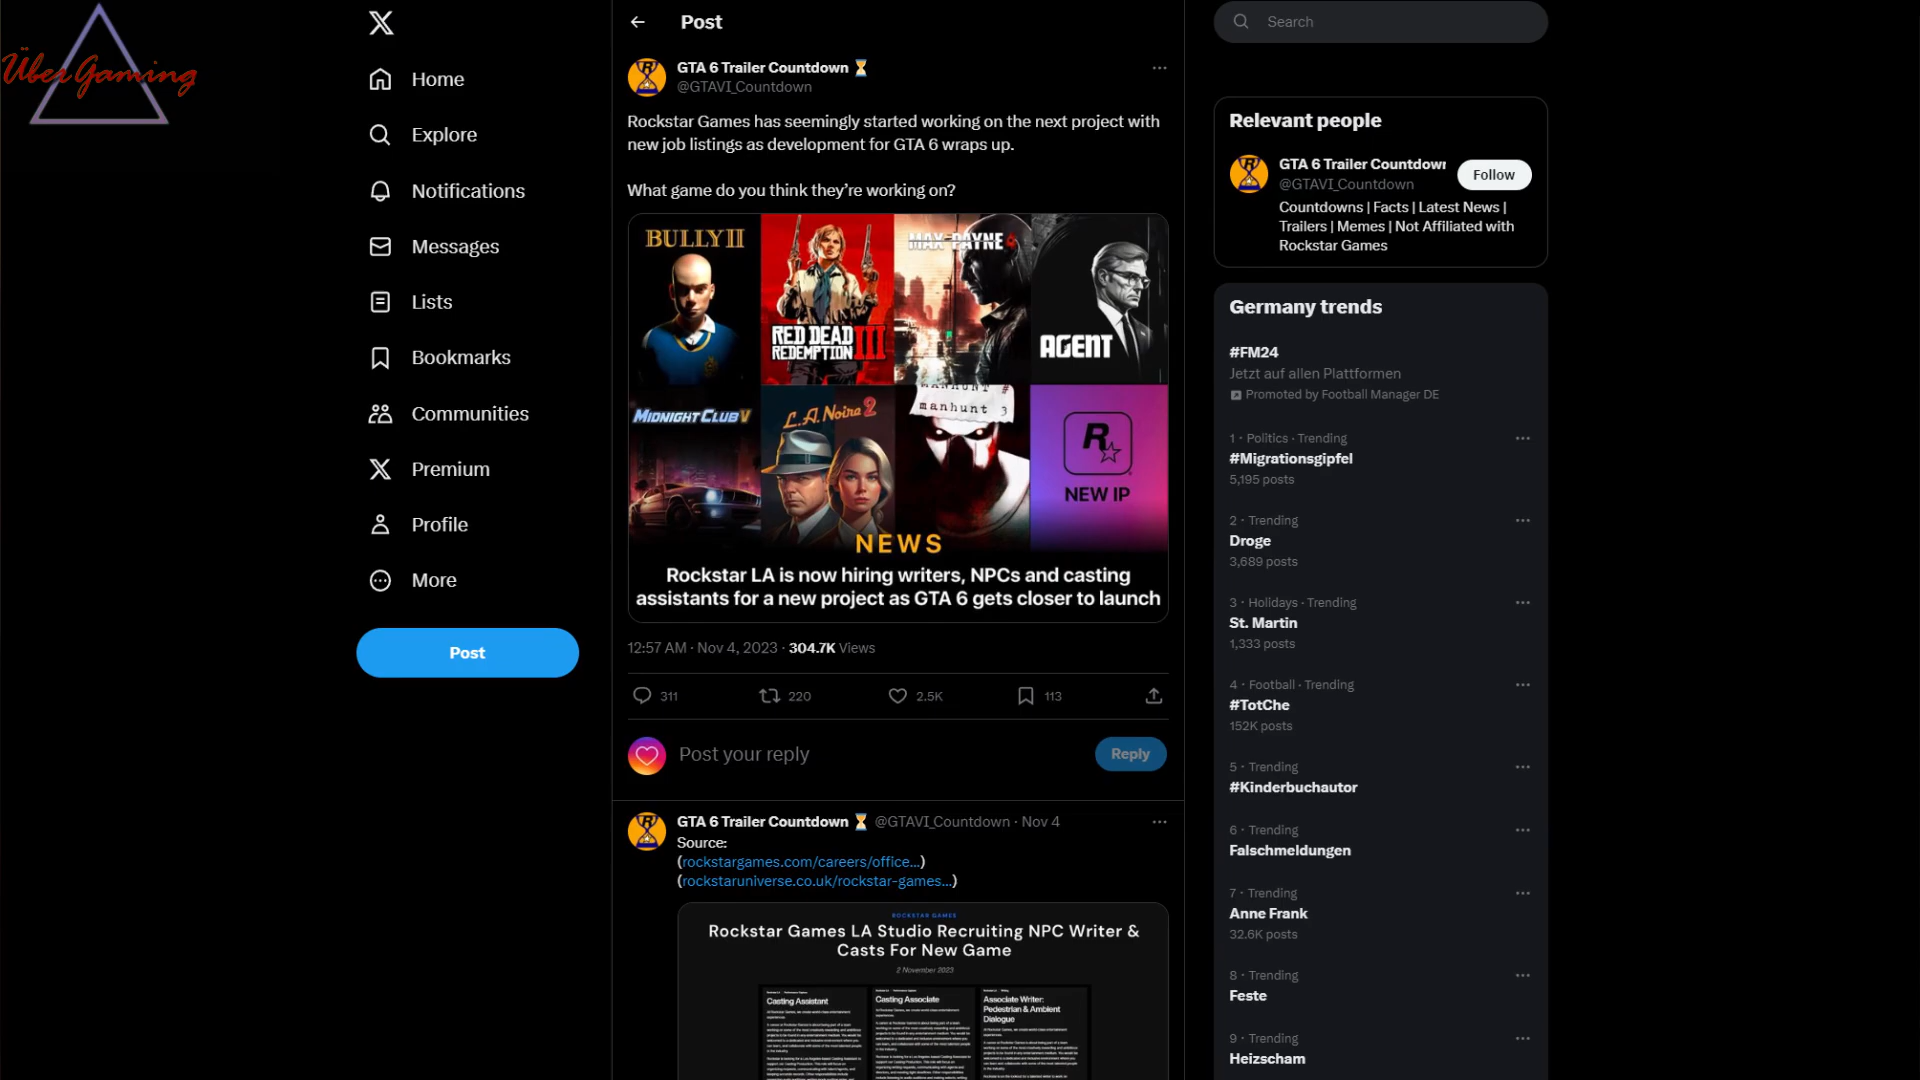 Über Gaming
Home
Explore
Notifications
Messages
Lists
Bookmarks
Communities
Premium
Profile
More
Post
Post
GTA 6 Trailer Countdown ⏳
@GTAVI_Countdown
Rockstar Games has seemingly started working on the next project with
new job listings as development for GTA 6 wraps up.
What game do you think they're working on?
BULLY II
RED DEAD
REDEMPTION III
MAX PAYNE
AGENT
MIDNIGHT CLUB V
L.A. Noire 2
manhunt 3
R
NEW IP
NEWS
Rockstar LA is now hiring writers, NPCs and casting
assistants for a new project as GTA 6 gets closer to launch
12:57 AM · Nov 4, 2023 · 304.7K Views
311
220
2.5K
113
Post your reply
Reply
GTA 6 Trailer Countdown ⏳ @GTAVI_Countdown · Nov 4
Source:
(rockstargames.com/careers/office...)
(rockstaruniverse.co.uk/rockstar-games...)
ROCKSTAR GAMES
Rockstar Games LA Studio Recruiting NPC Writer &
Casts For New Game
2 November 2023
Casting Assistant
Casting Associate
Associate Writer:
Pedestrian & Ambient
Dialogue
Search
Relevant people
GTA 6 Trailer Countdown
@GTAVI_Countdown
Follow
Countdowns | Facts | Latest News |
Trailers | Memes | Not Affiliated with
Rockstar Games
Germany trends
#FM24
Jetzt auf allen Plattformen
Promoted by Football Manager DE
1 · Politics · Trending
#Migrationsgipfel
5,195 posts
2 · Trending
Droge
3,689 posts
3 · Holidays · Trending
St. Martin
1,333 posts
4 · Football · Trending
#TotChe
152K posts
5 · Trending
#Kinderbuchautor
6 · Trending
Falschmeldungen
7 · Trending
Anne Frank
32.6K posts
8 · Trending
Feste
9 · Trending
Heizscham